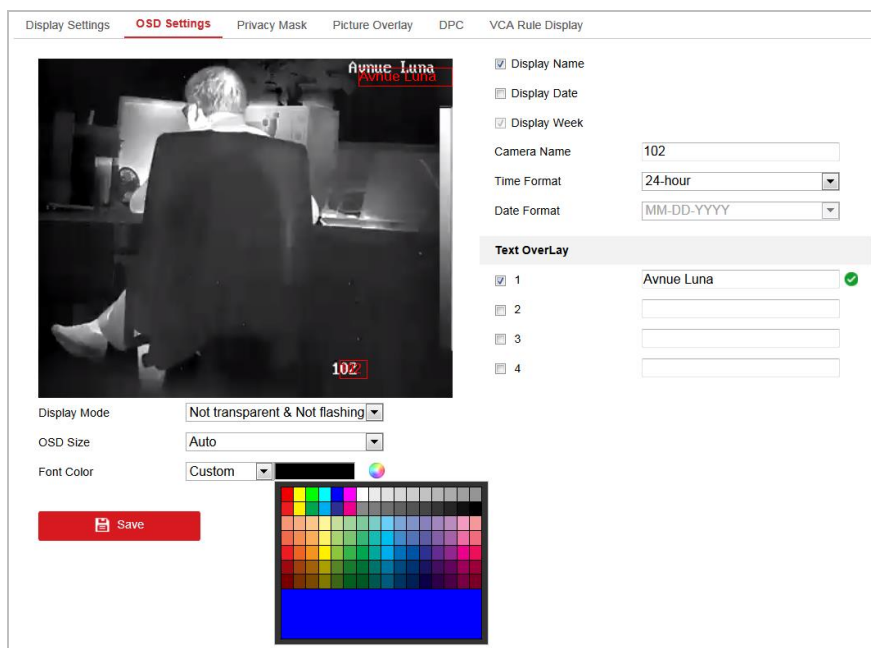 Display Settings OSD Settings Privacy Mask Picture Overlay DPC VCA Rule Display
Avnue Luna
Avnue Luna
102
Display Name
Display Date
Display Week
Camera Name 102
Time Format 24-hour
Date Format MM-DD-YYYY
Text OverLay
1 Avnue Luna
2
3
4
Display Mode Not transparent & Not flashing
OSD Size Auto
Font Color Custom
Save